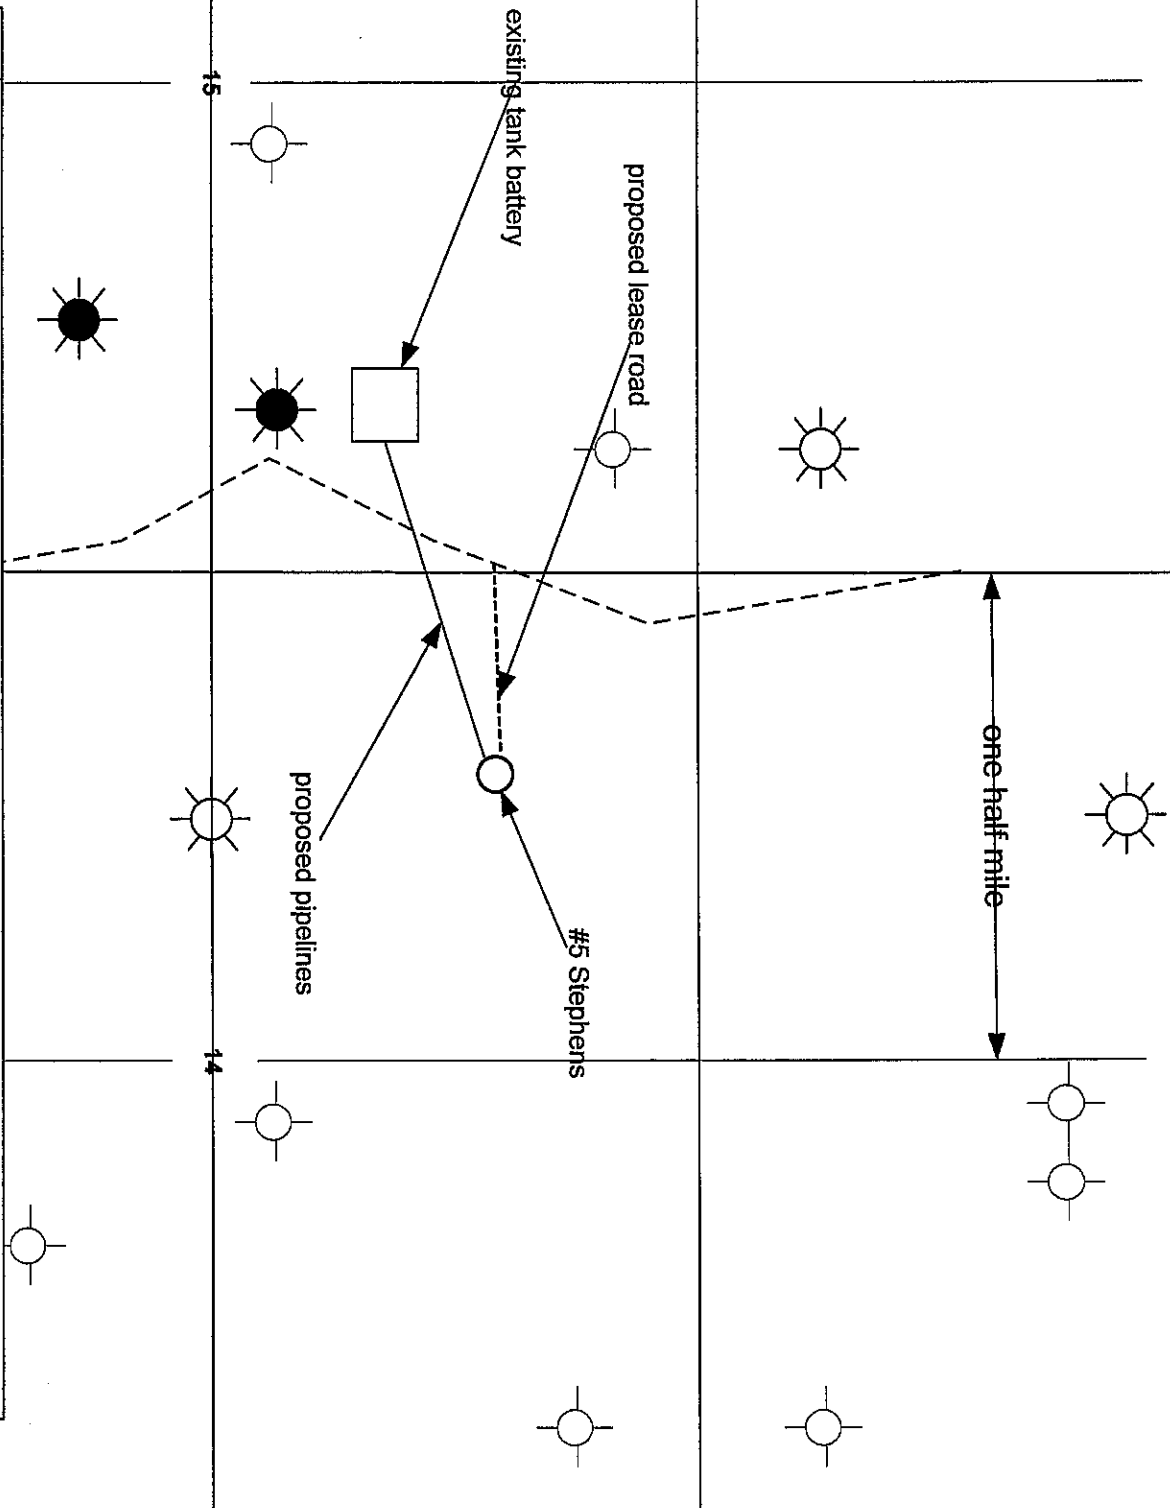 existing tank battery
proposed lease road
15
one half mile
proposed pipelines
#5 Stephens
14